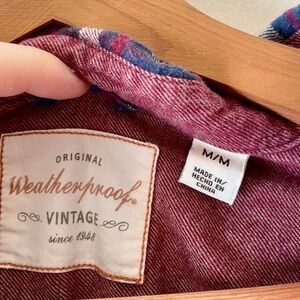 ORIGINAL
Weatherproof®
VINTAGE
since 1948
M/M
MADE IN/
HECHO EN
CHINA